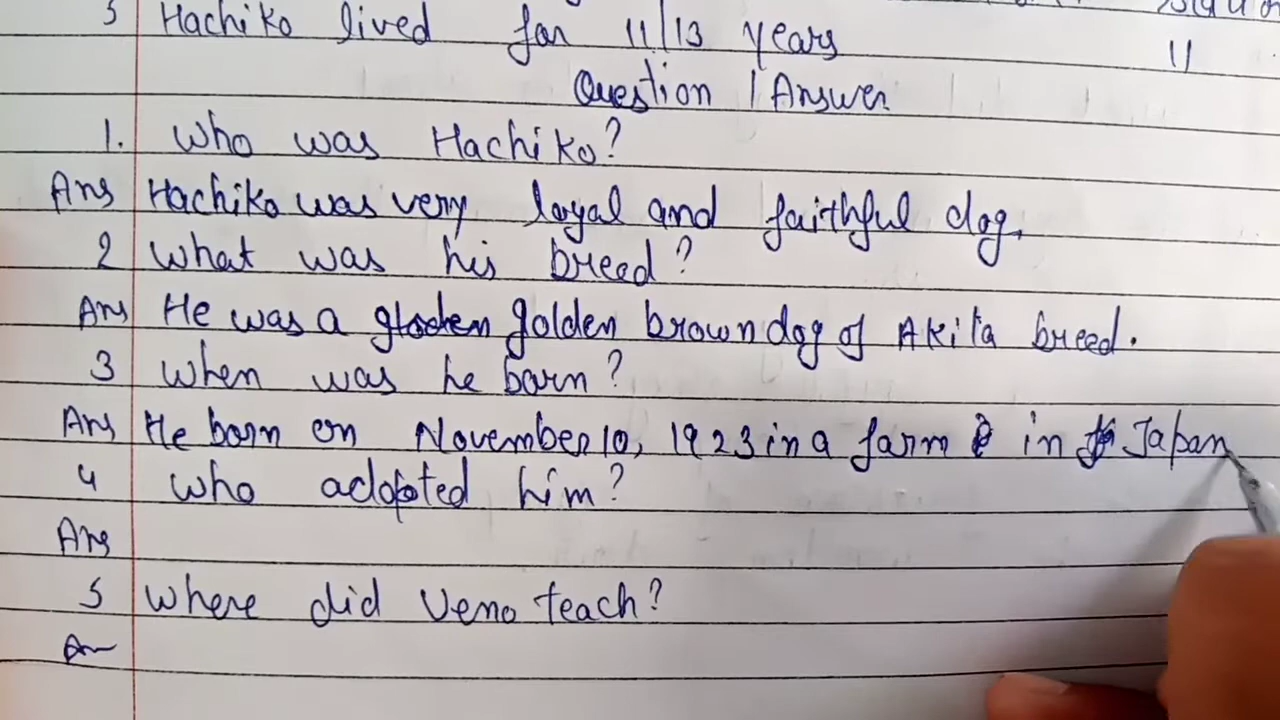 5 Hachiko lived for 11/13 years
11
Question / Answer
1. Who was Hachiko?
Ans Hachiko was very loyal and faithful dog.
2 What was his breed?
Ans He was a golden brown dog of Akita breed.
3 When was he born?
Ans He born on November 10, 1923 in a farm in Japan
4 Who adopted him?
Ans
5 Where did Ueno teach?
An